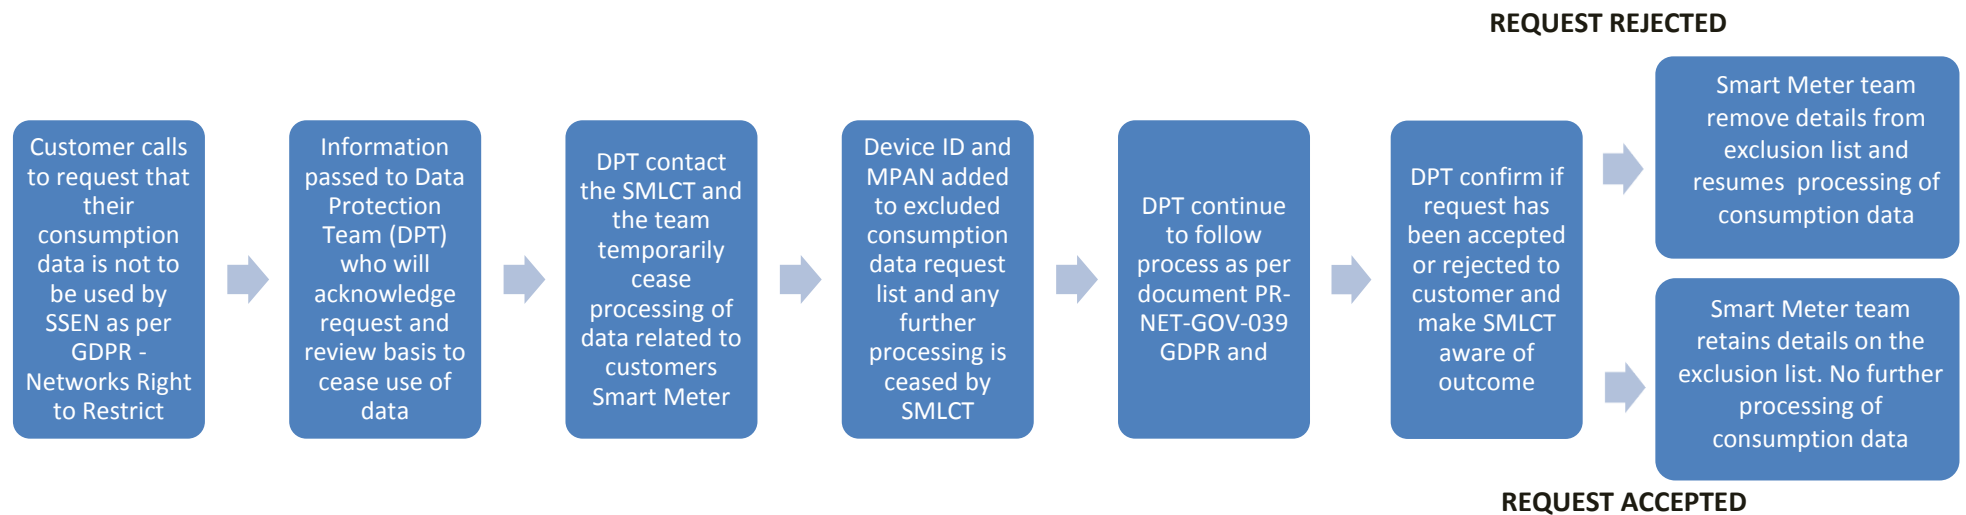 REQUEST REJECTED
Customer calls
to request that
their
consumption
data is not to
be used by
SSEN as per
GDPR -
Networks Right
to Restrict
Information
passed to Data
Protection
Team (DPT)
who will
acknowledge
request and
review basis to
cease use of
data
DPT contact
the SMLCT and
the team
temporarily
cease
processing of
data related to
customers
Smart Meter
Device ID and
MPAN added
to excluded
consumption
data request
list and any
further
processing is
ceased by
SMLCT
DPT continue
to follow
process as per
document PR-
NET-GOV-039
GDPR and
DPT confirm if
request has
been accepted
or rejected to
customer and
make SMLCT
aware of
outcome
Smart Meter team
remove details from
exclusion list and
resumes processing of
consumption data
Smart Meter team
retains details on the
exclusion list. No further
processing of
consumption data
REQUEST ACCEPTED